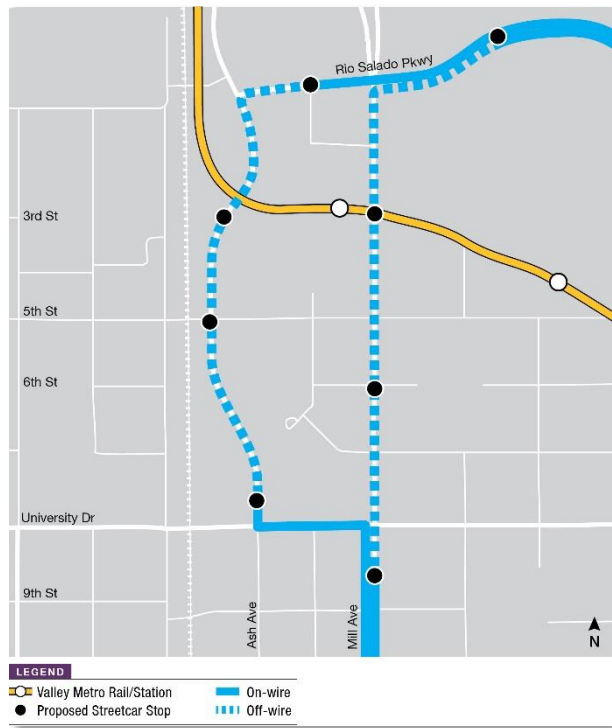 Rio Salado Pkwy
3rd St
5th St
6th St
University Dr
9th St
Ash Ave
Mill Ave
N
LEGEND
Valley Metro Rail/Station
On-wire
Proposed Streetcar Stop
Off-wire